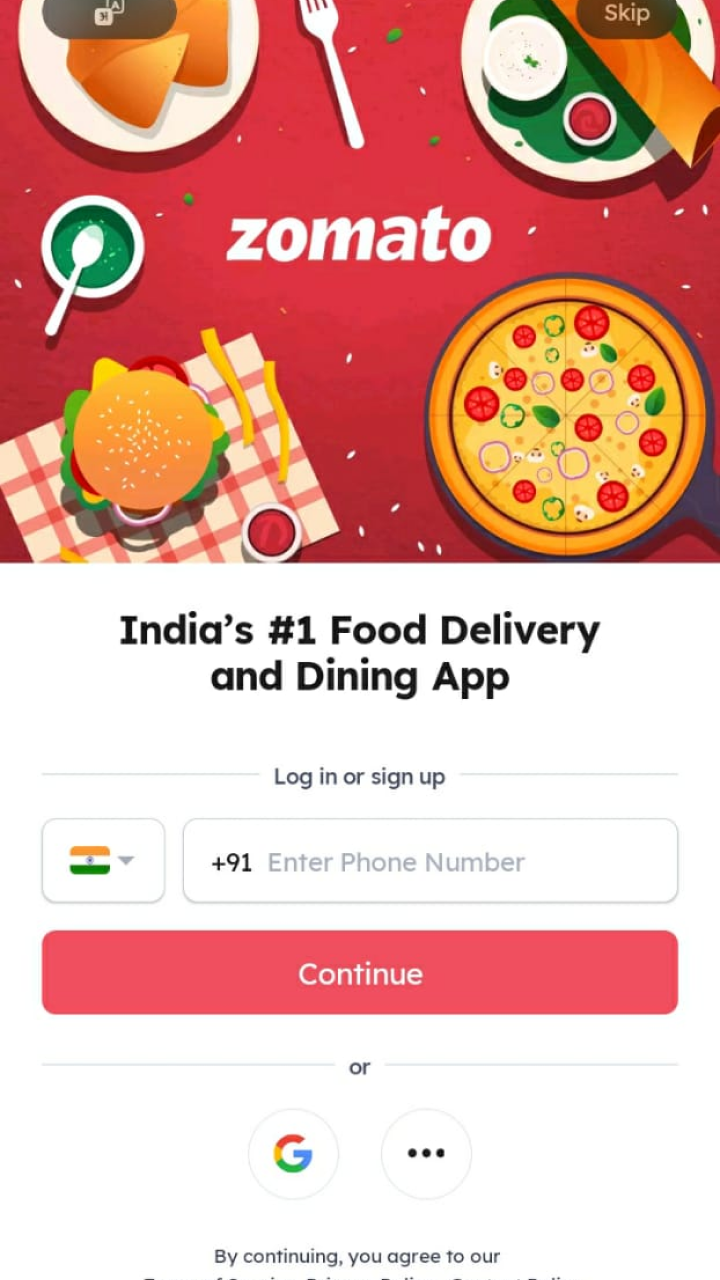 Skip
zomato
India's #1 Food Delivery
and Dining App
Log in or sign up
+91 Enter Phone Number
Continue
or
By continuing, you agree to our